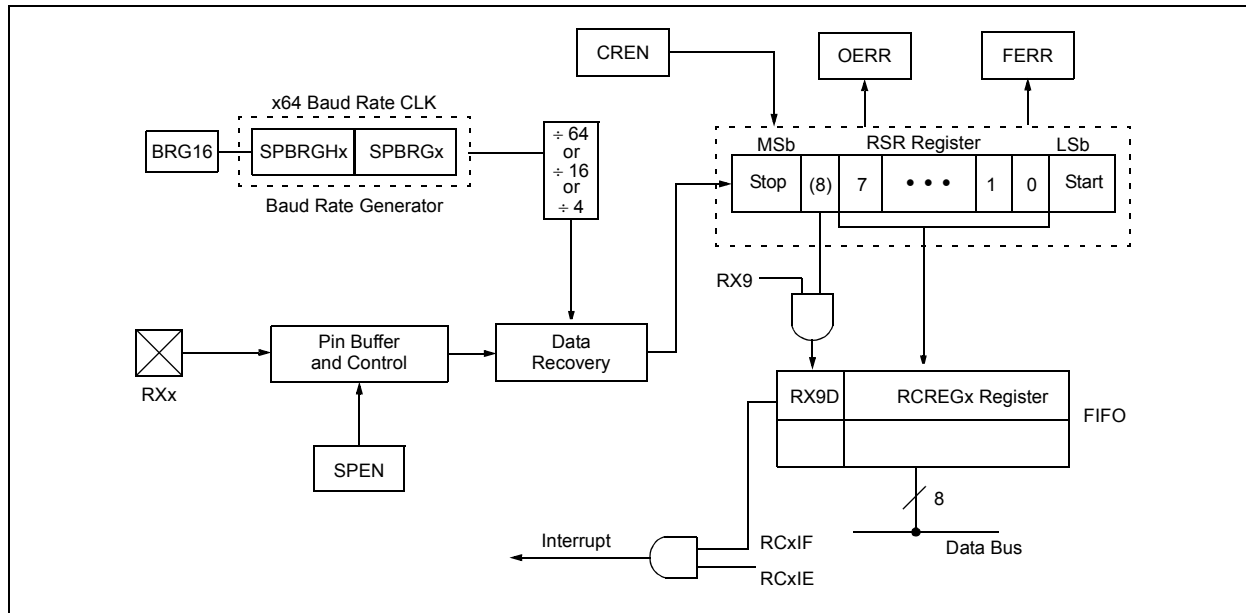 CREN
OERR
FERR
x64 Baud Rate CLK
BRG16
SPBRGHx
SPBRGx
Baud Rate Generator
÷ 64
or
÷ 16
or
÷ 4
MSb
RSR Register
LSb
Stop
(8)
7
• • •
1
0
Start
RX9
RXx
Pin Buffer
and Control
Data
Recovery
SPEN
RX9D
RCREGx Register
FIFO
8
Data Bus
Interrupt
RCxIF
RCxIE